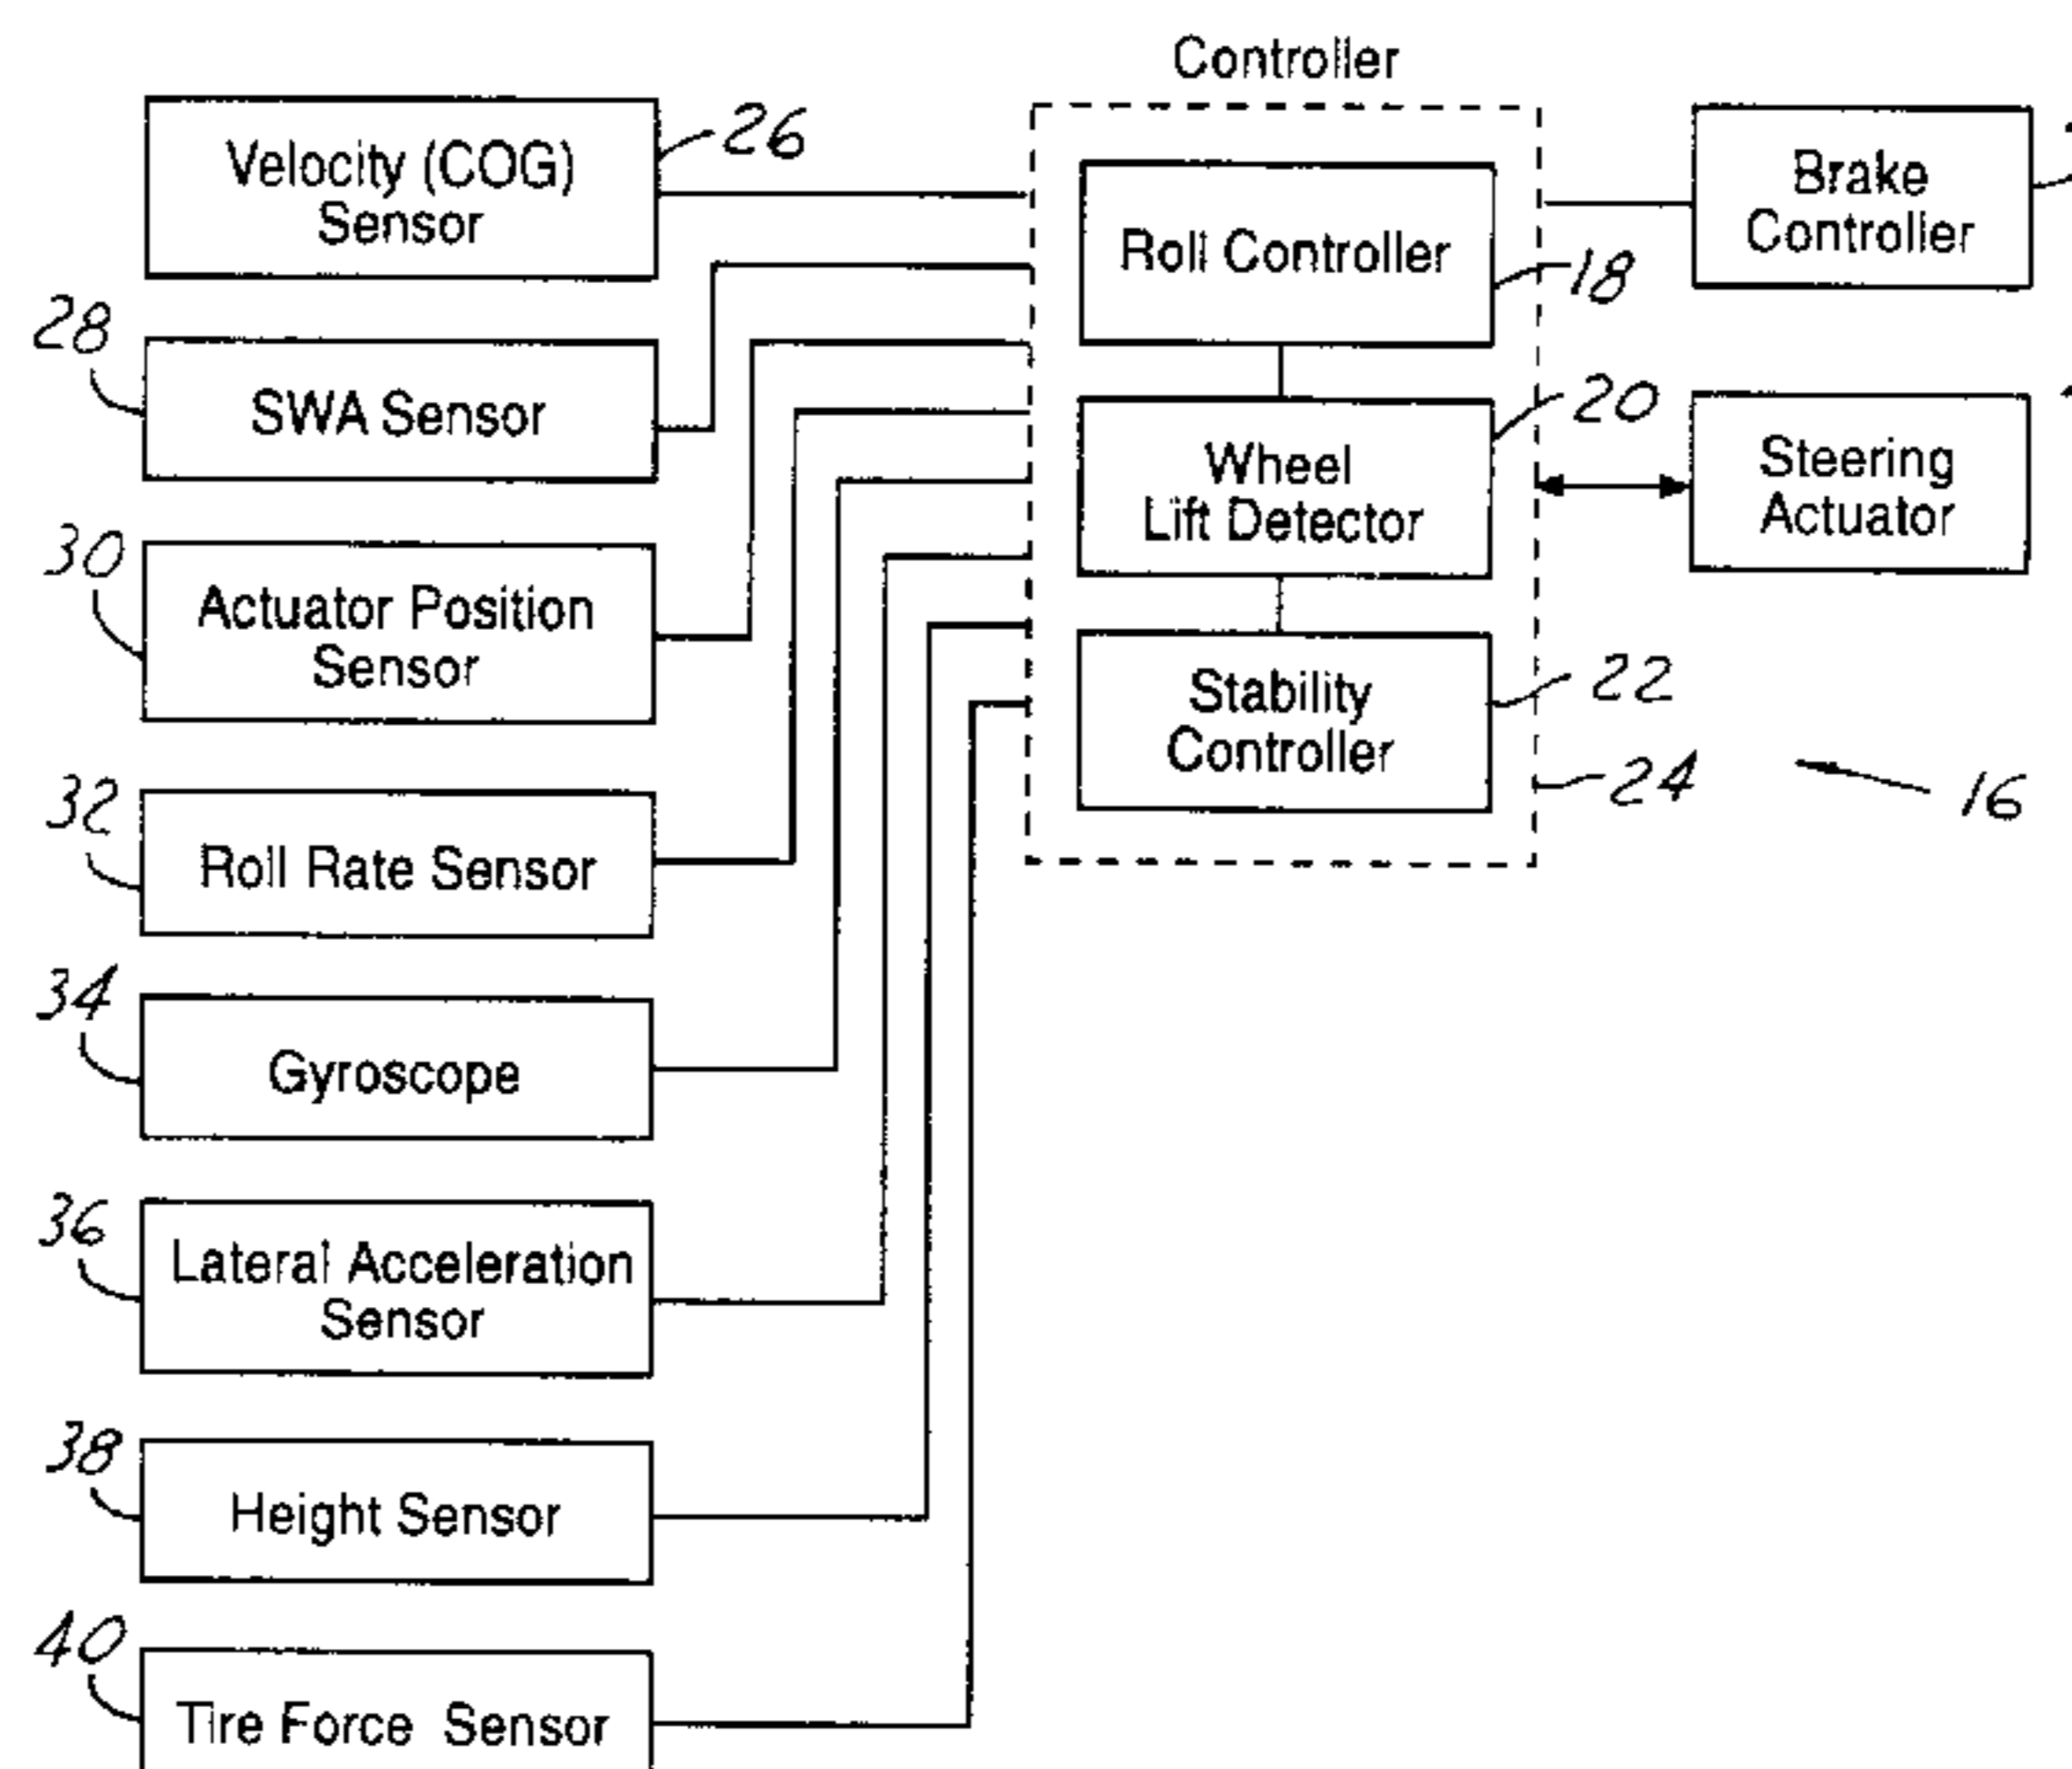 Controller
Velocity (COG)
Sensor
26
28
SWA Sensor
30
Actuator Position
Sensor
32
Roll Rate Sensor
34
Gyroscope
36
Lateral Acceleration
Sensor
38
Height Sensor
40
Tire Force Sensor
Roll Controller
18
Wheel
Lift Detector
20
Stability
Controller
22
24
Brake
Controller
Steering
Actuator
16